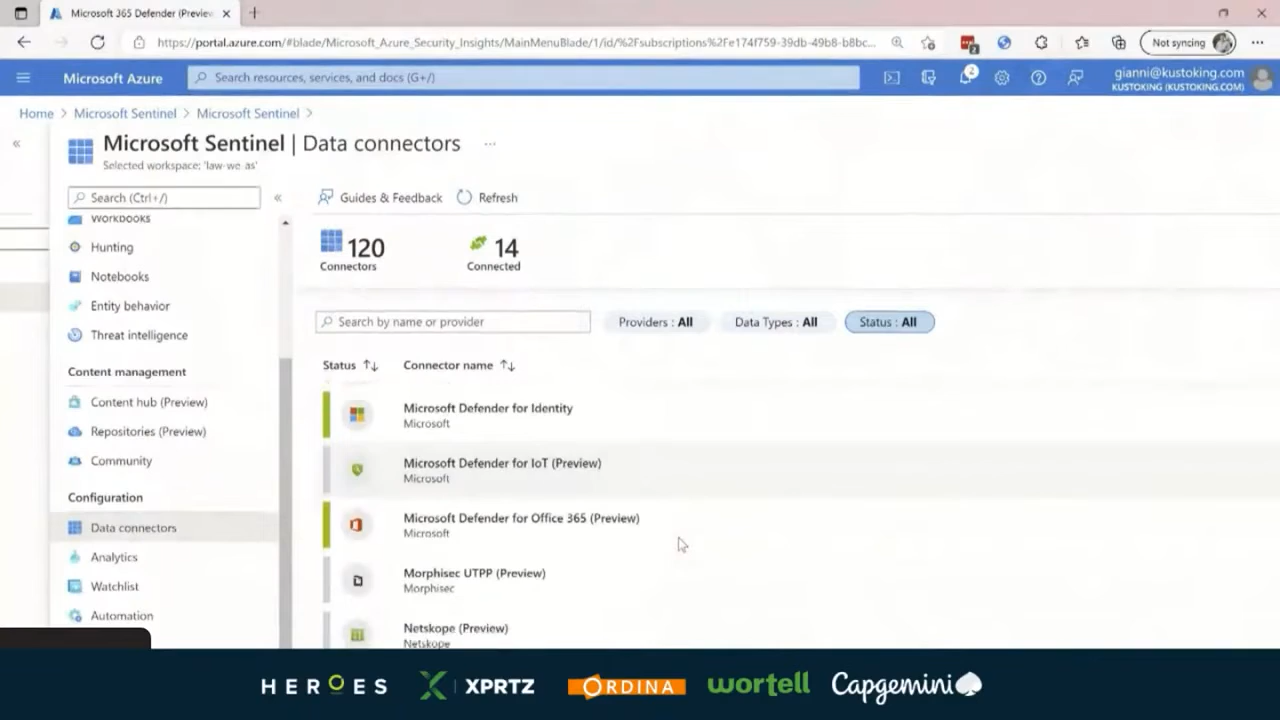 Microsoft 365 Defender (Preview
https://portal.azure.com/#blade/Microsoft_Azure_Security_Insights/MainMenuBlade/1/id/%2Fsubscriptions%2Fe174f759-39db-49b8-b8bc...
Not syncing
Microsoft Azure
Search resources, services, and docs (G+/)
2
gianni@kustoking.com
KUSTOKING (KUSTOKING.COM)
Home > Microsoft Sentinel > Microsoft Sentinel >
Microsoft Sentinel | Data connectors ...
Selected workspace: 'law-we-as'
Search (Ctrl+/)
Guides & Feedback
Refresh
Workbooks
Hunting
Notebooks
Entity behavior
Threat intelligence
Content management
Content hub (Preview)
Repositories (Preview)
Community
Configuration
Data connectors
Analytics
Watchlist
Automation
120
Connectors
14
Connected
Search by name or provider
Providers : All
Data Types : All
Status : All
Status ↑↓
Connector name ↑↓
Microsoft Defender for Identity
Microsoft
Microsoft Defender for IoT (Preview)
Microsoft
Microsoft Defender for Office 365 (Preview)
Microsoft
Morphisec UTPP (Preview)
Morphisec
Netskope (Preview)
Netskope
HEROES
XPRTZ
ORDINA
wortell
Capgemini